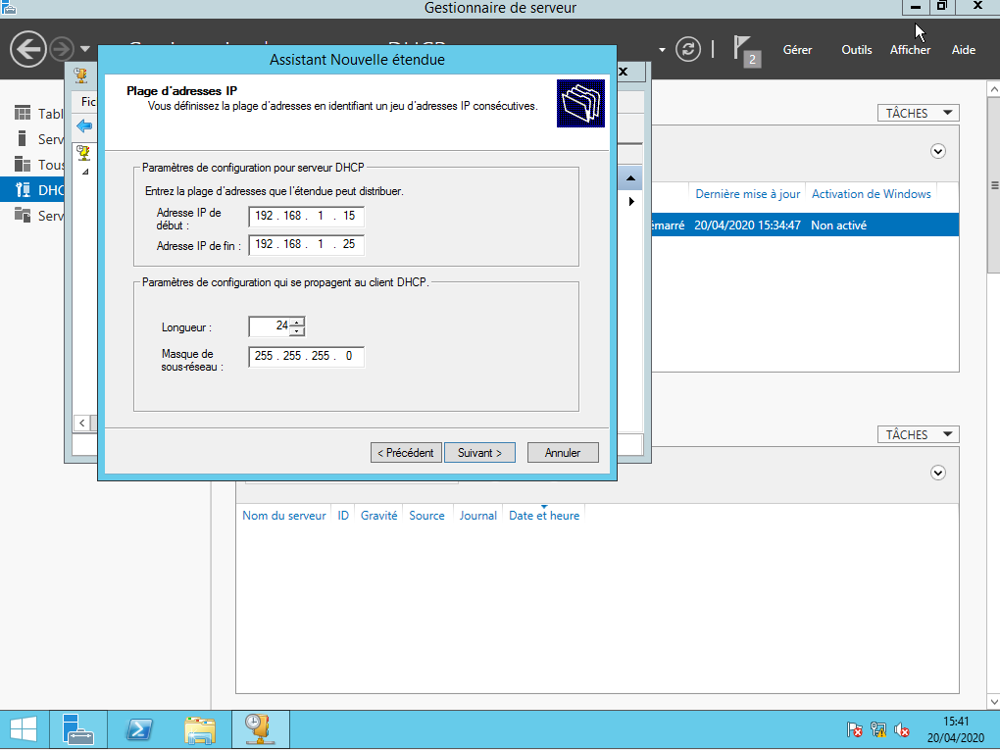 Gestionnaire de serveur
2
Gérer
Outils
Afficher
Aide
Assistant Nouvelle étendue
X
Fic
Plage d'adresses IP
Vous définissez la plage d'adresses en identifiant un jeu d'adresses IP consécutives.
Tabl
Serv
Tous
DHC
Serv
TÂCHES
Paramètres de configuration pour serveur DHCP
Entrez la plage d'adresses que l'étendue peut distribuer.
Adresse IP de
début :
192 . 168 . 1 . 15
Adresse IP de fin :
192 . 168 . 1 . 25
Dernière mise à jour
Activation de Windows
émarré
20/04/2020 15:34:47
Non activé
Paramètres de configuration qui se propagent au client DHCP.
Longueur :
24
Masque de
sous-réseau :
255 . 255 . 255 . 0
< Précédent
Suivant >
Annuler
TÂCHES
Nom du serveur
ID
Gravité
Source
Journal
Date et heure
15:41
20/04/2020